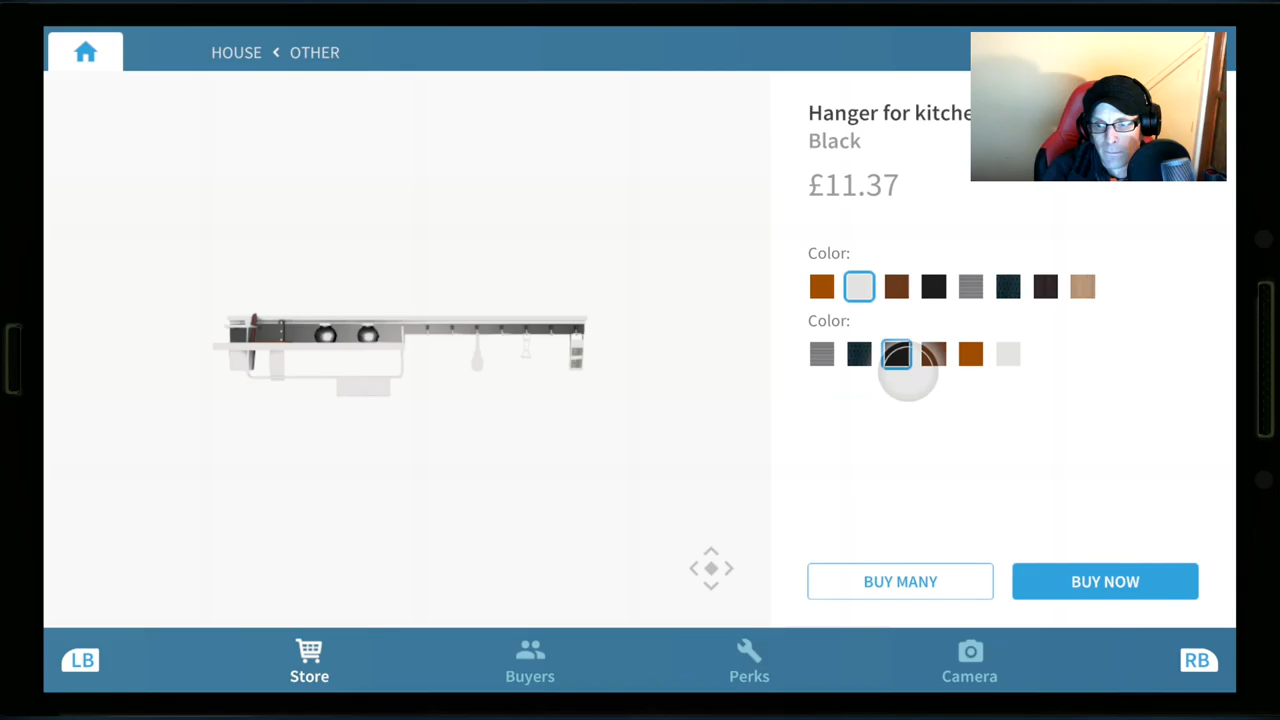 HOUSE < OTHER
Hanger for kitche
Black
£11.37
Color:
Color:
BUY MANY
BUY NOW
LB
Store
Buyers
Perks
Camera
RB